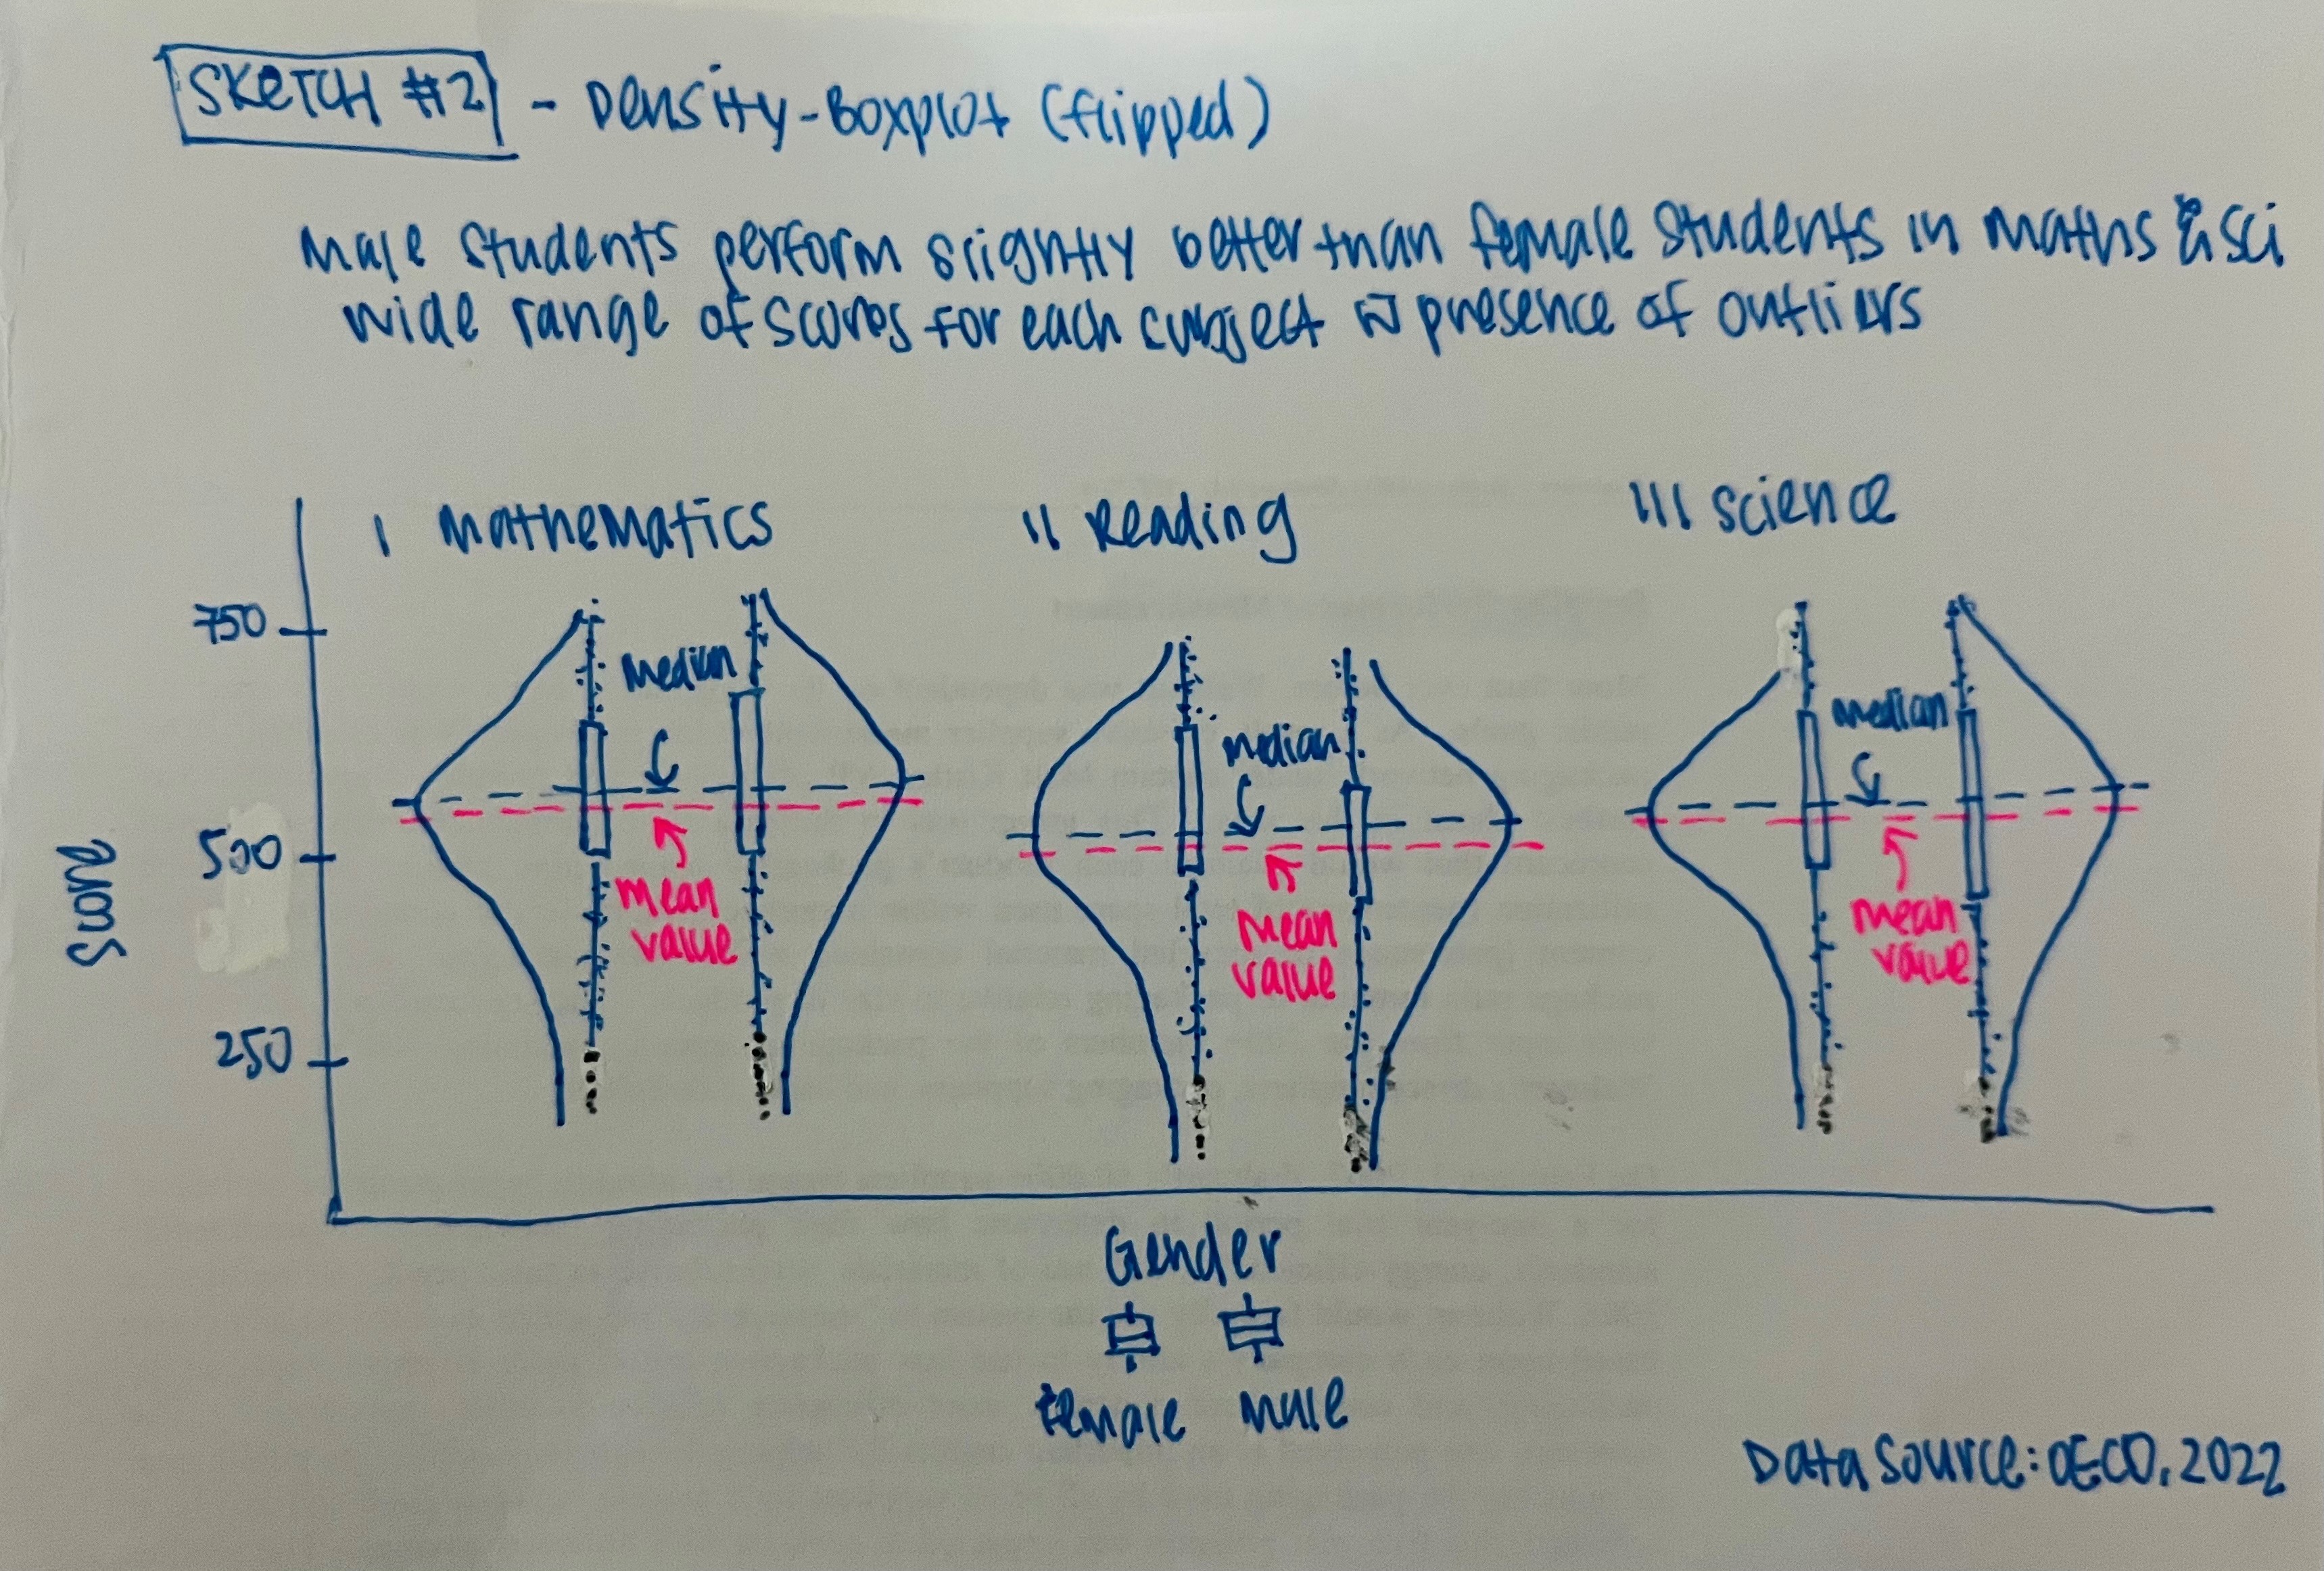 SKETCH #2 - Density-Boxplot (flipped)
Male students perform slightly better than female students in maths & sci
wide range of scores for each subject w presence of outliers
I Mathematics
II Reading
III Science
750
500
250
Score
Median
mean
value
Median
mean
value
Median
mean
value
Gender
Female Male
Data source: OECD, 2022